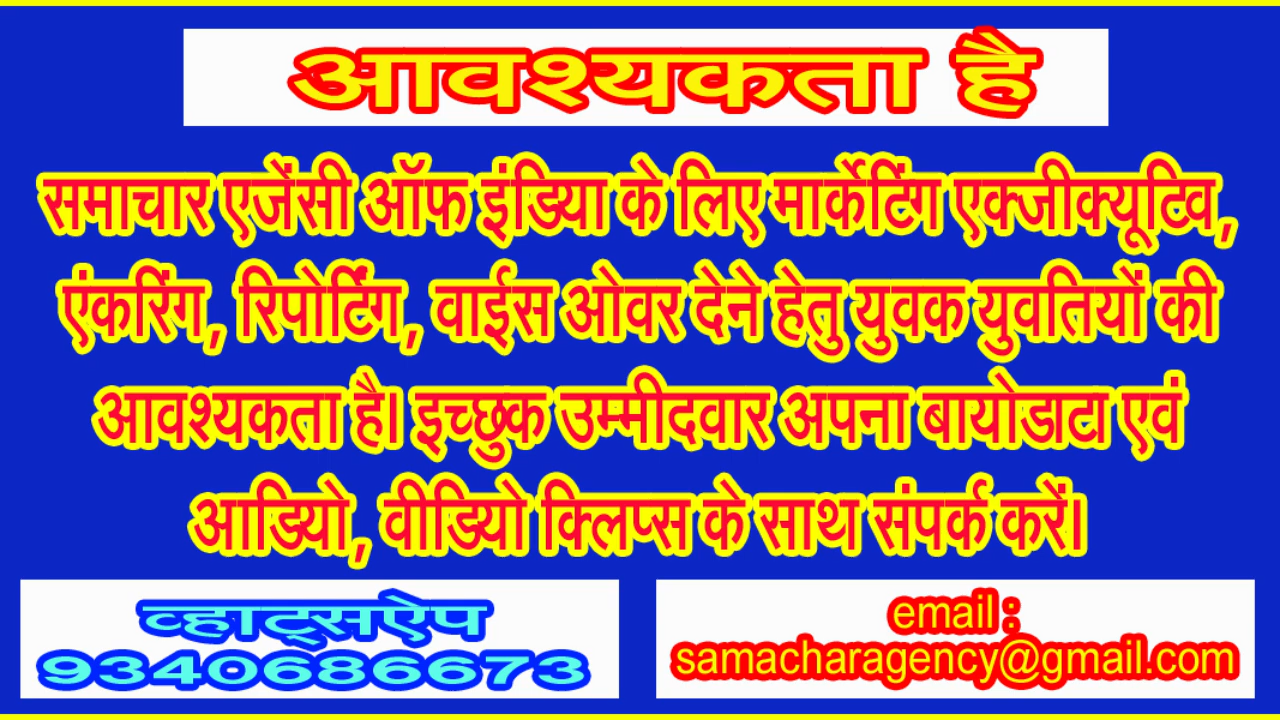 आवश्यकता है
समाचार एजेंसी ऑफ इंडिया के लिए मार्केटिंग एक्जीक्यूटिव,
एंकरिंग, रिपोर्टिंग, वाईस ओवर देने हेतु युवक युवतियों की
आवश्यकता है। इच्छुक उम्मीदवार अपना बायोडाटा एवं
आडियो, वीडियो क्लिप्स के साथ संपर्क करें।
व्हाट्सऐप
9340686673
email :
samacharagency@gmail.com